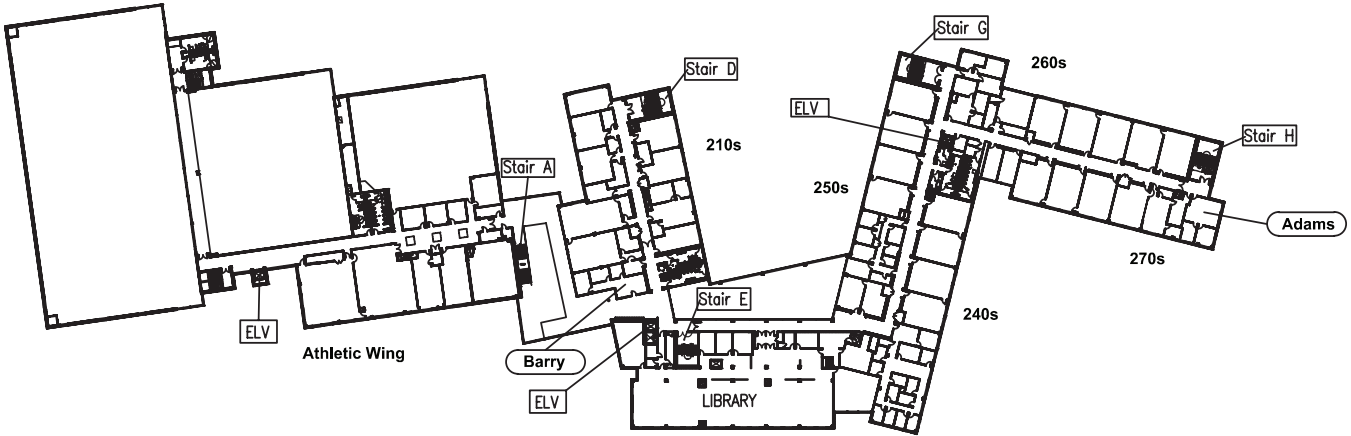 Stair G
260s
Stair D
ELV
Stair H
210s
Stair A
250s
Adams
270s
Stair E
240s
ELV
Athletic Wing
Barry
ELV
LIBRARY